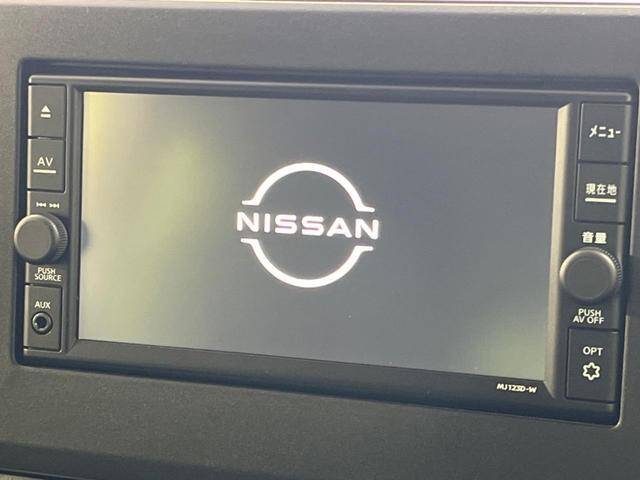 AV
PUSH
SOURCE
AUX
NISSAN
メニュー
現在地
音量
PUSH
AV OFF
OPT
MJ123D-W